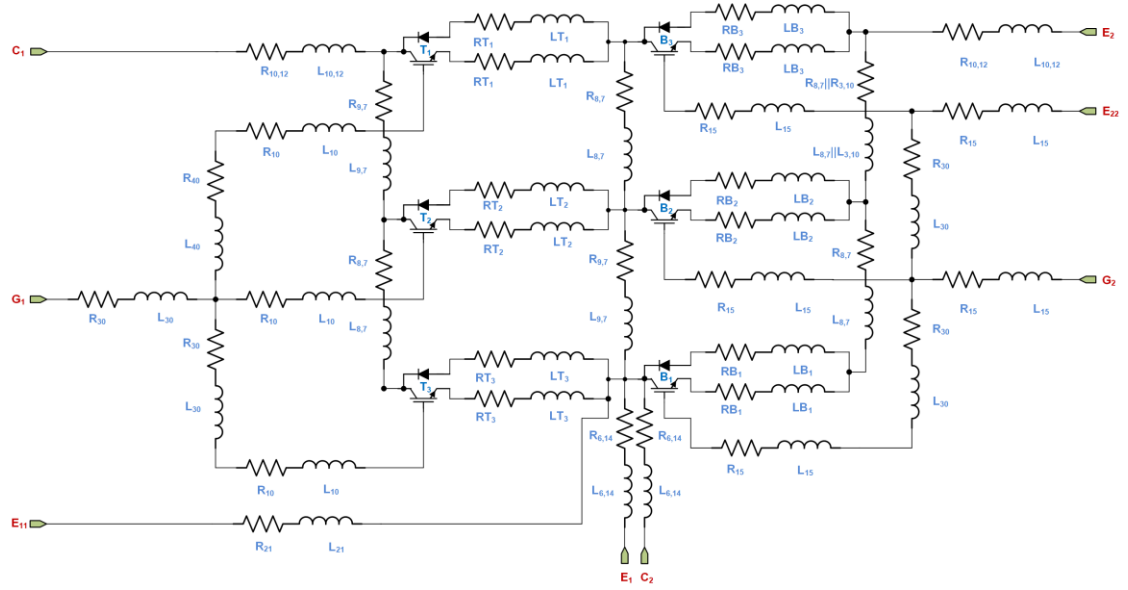 RT₁ LT₁ RB₃ LB₃
C₁ T₁ B₃ E₂
R₁₀,₁₂ L₁₀,₁₂ RT₁ LT₁ RB₃ LB₃ R₁₀,₁₂ L₁₀,₁₂
R₉,₇ R₈,₇ R₈,₇||R₃,₁₀
R₁₅ L₁₅ E₂₂
R₁₀ L₁₀ R₁₅ L₁₅
L₉,₇ L₈,₇ L₈,₇||L₃,₁₀ R₃₀
R₄₀
RT₂ LT₂ RB₂ LB₂
T₂ B₂
L₄₀ RT₂ LT₂ RB₂ LB₂ L₃₀
R₈,₇ R₉,₇ R₈,₇
G₁ G₂
R₃₀ L₃₀ R₁₀ L₁₀ R₁₅ L₁₅ R₁₅ L₁₅
L₈,₇ L₉,₇ L₈,₇
R₃₀ R₃₀
RT₃ LT₃ RB₁ LB₁
T₃ B₁
L₃₀ RT₃ LT₃ RB₁ LB₁ L₃₀
R₆,₁₄ R₆,₁₄
R₁₅ L₁₅
R₁₀ L₁₀ L₆,₁₄ L₆,₁₄
E₁₁
R₂₁ L₂₁
E₁ C₂